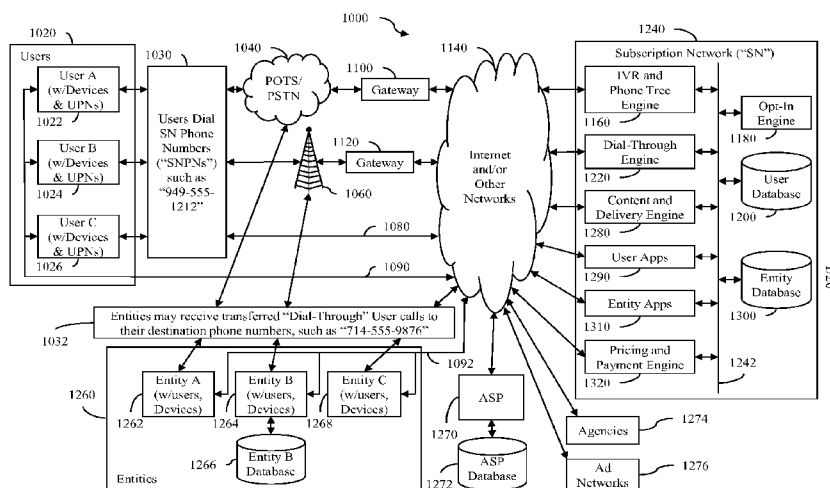 1000
1020
Users
User A
(w/Devices
& UPNs)
1022
User B
(w/Devices
& UPNs)
1024
User C
(w/Devices
& UPNs)
1026
1030
Users Dial
SN Phone
Numbers
("SNPNs")
such as
"949-555-
1212"
1040
POTS/
PSTN
1100
Gateway
1120
Gateway
1060
1080
1090
1140
Internet
and/or
Other
Networks
1240
Subscription Network ("SN")
IVR and
Phone Tree
Engine
1160
Dial-Through
Engine
1220
Content and
Delivery Engine
1280
User Apps
1290
Entity Apps
1310
Pricing and
Payment Engine
1320
1242
Opt-In
Engine
1180
User
Database
1200
Entity
Database
1300
Entities may receive transferred "Dial-Through" User calls to
their destination phone numbers, such as "714-555-9876"
1032
1092
1260
Entity A
(w/users,
Devices)
1262
Entity B
(w/users,
Devices)
1264
Entity C
(w/users,
Devices)
1268
Entity B
Database
1266
Entities
ASP
1270
ASP
Database
1272
Agencies
1274
Ad
Networks
1276